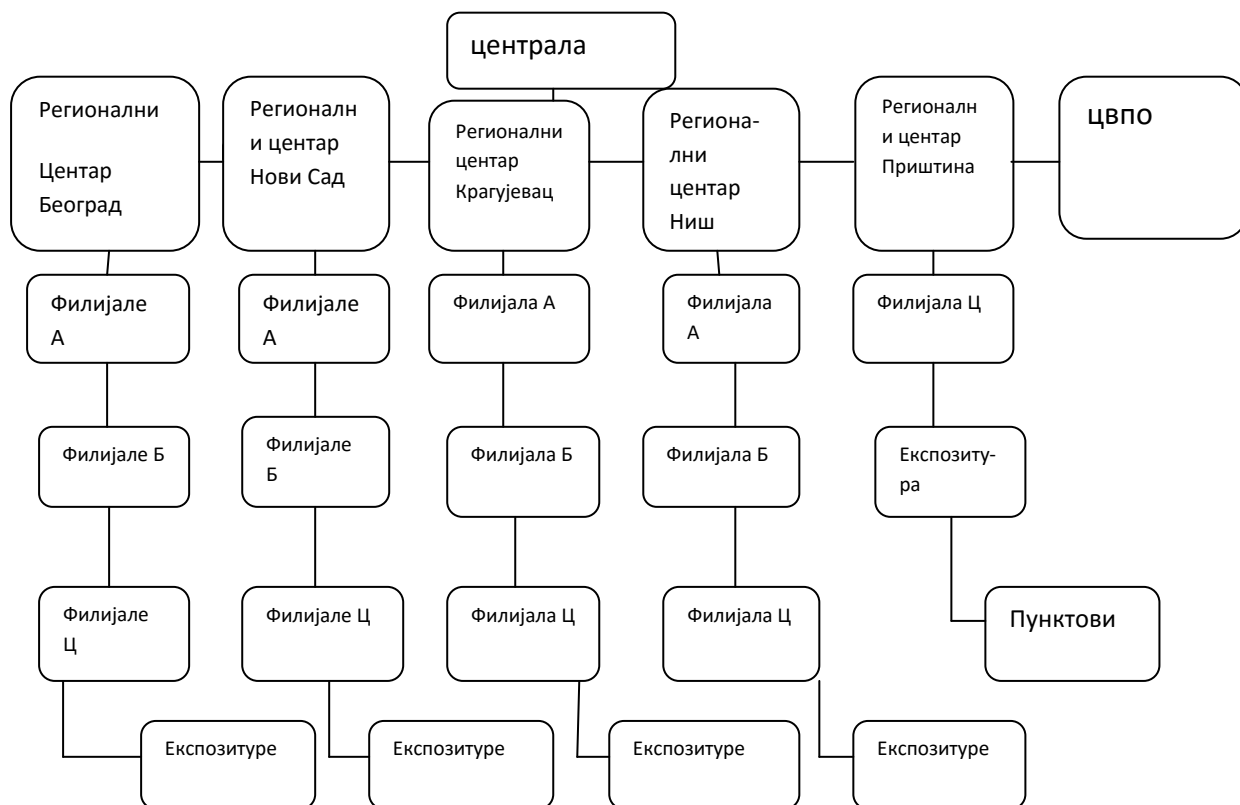 централа
Регионални
Центар
Београд
Регионалн
и центар
Нови Сад
Регионални
центар
Крагујевац
Региона-
лни
центар
Ниш
Регионалн
и центар
Приштина
цвпо
Филијале
А
Филијале
А
Филијала А
Филијала
А
Филијала Ц
Филијале Б
Филијале
Б
Филијала Б
Филијала Б
Експозиту-
ра
Филијале
Ц
Филијале Ц
Филијала Ц
Филијала Ц
Пунктови
Експозитуре
Експозитуре
Експозитуре
Експозитуре